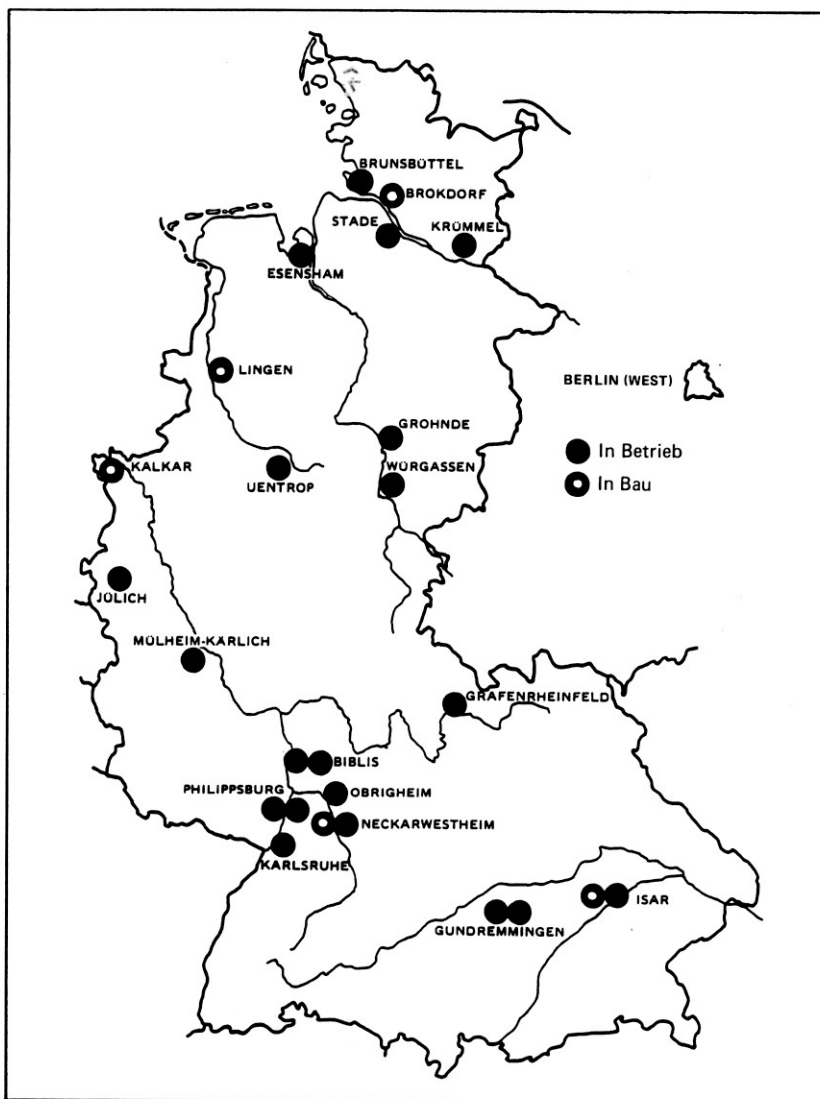 BRUNSBÜTTEL
BROKDORF
STADE
KRÜMMEL
ESENSHAM
LINGEN
BERLIN (WEST)
GROHNDE
In Betrieb
KALKAR
WÜRGASSEN
UENTROP
In Bau
JÜLICH
MÜLHEIM-KÄRLICH
GRAFENRHEINFELD
BIBLIS
PHILIPPSBURG
OBRIGHEIM
NECKARWESTHEIM
KARLSRUHE
ISAR
GUNDREMMINGEN